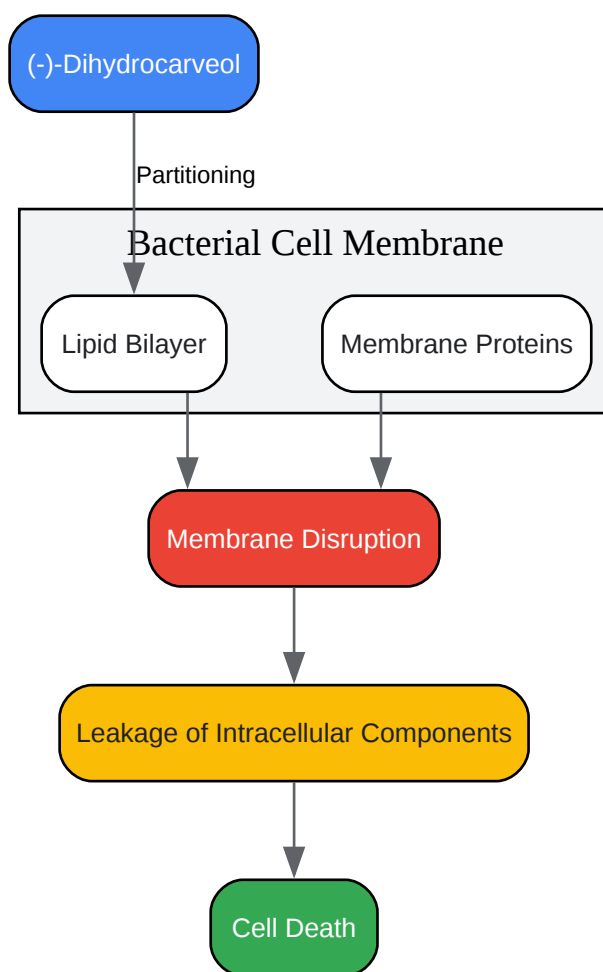 (-)-Dihydrocarveol
Partitioning
Bacterial Cell Membrane
Lipid Bilayer
Membrane Proteins
Membrane Disruption
Leakage of Intracellular Components
Cell Death